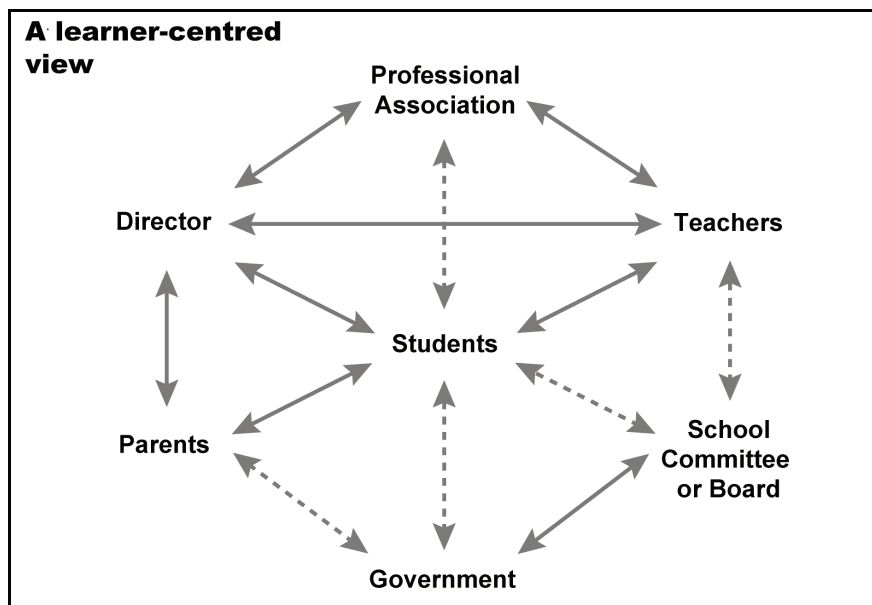 A learner-centred
view
Professional
Association
Director
Teachers
Students
Parents
School
Committee
or Board
Government